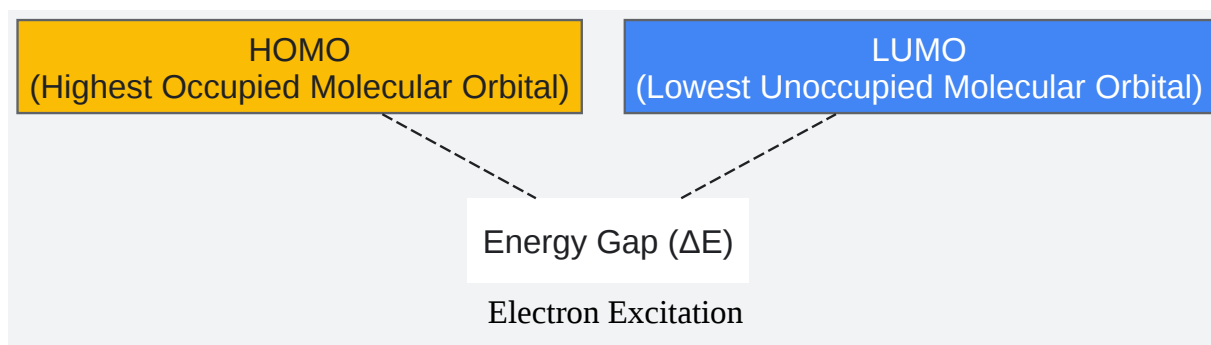 HOMO
(Highest Occupied Molecular Orbital)
LUMO
(Lowest Unoccupied Molecular Orbital)
Energy Gap (ΔE)
Electron Excitation